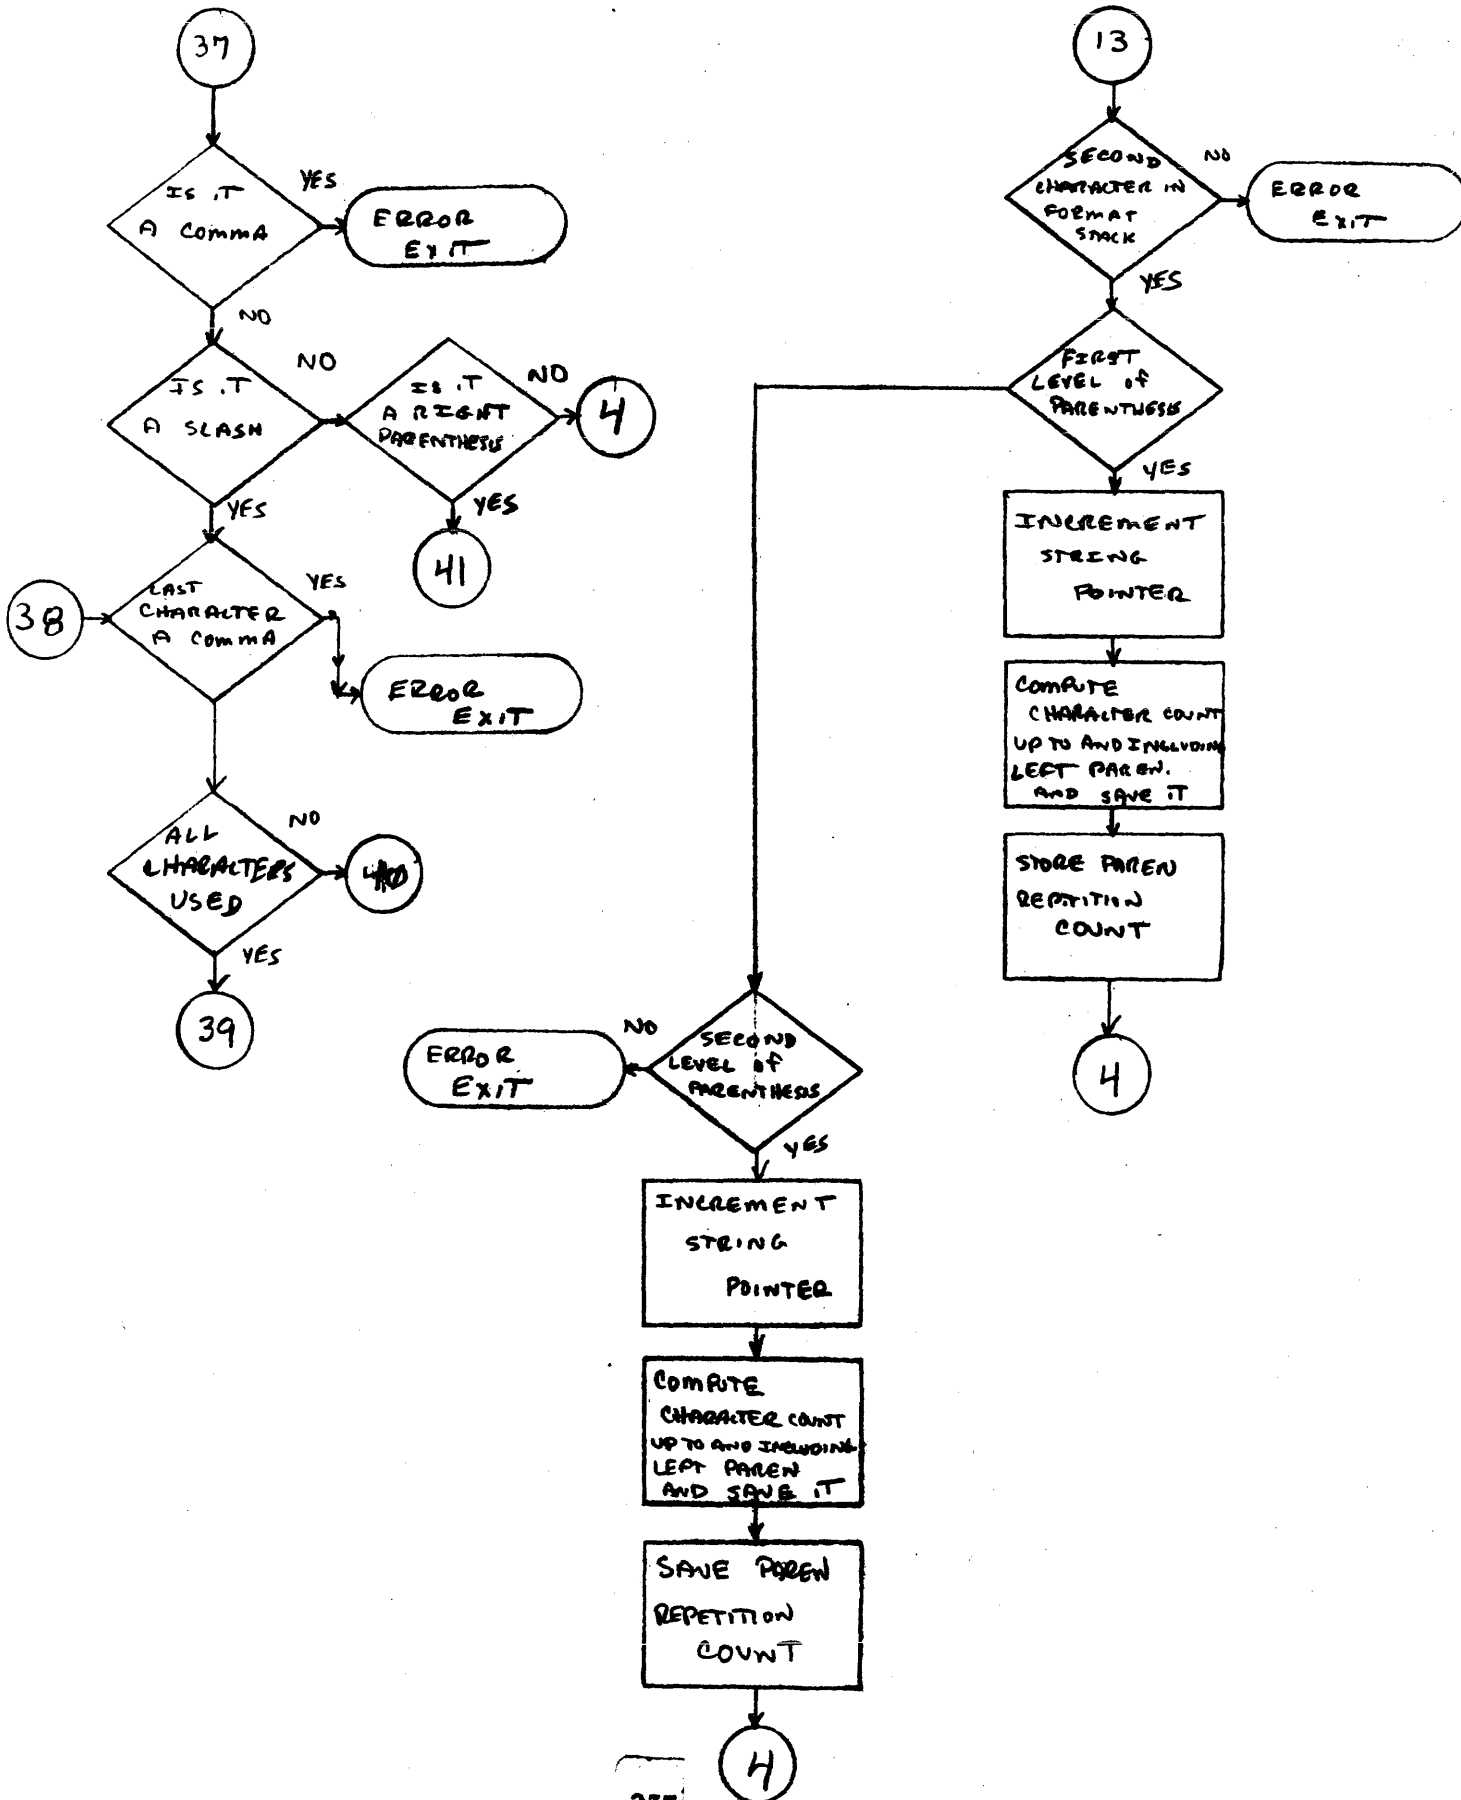 37
IS IT
A COMMA
YES
ERROR
EXIT
NO
IS IT
A SLASH
NO
IS IT
A RIGHT
PARENTHESIS
NO
4
YES
41
YES
38
LAST
CHARACTER
A COMMA
YES
ERROR
EXIT
ALL
CHARACTERS
USED
NO
YES
39
13
SECOND
CHARACTER IN
FORMAT
STACK
NO
ERROR
EXIT
YES
FIRST
LEVEL of
PARENTHESIS
YES
INCREMENT
STRING
POINTER
COMPUTE
CHARACTER COUNT
UP TO AND INCLUDING
LEFT PAREN.
AND SAVE IT
STORE PAREN
REPITITION
COUNT
4
SECOND
LEVEL of
PARENTHESIS
NO
ERROR
EXIT
YES
INCREMENT
STRING
POINTER
COMPUTE
CHARACTER COUNT
UP TO AND INCLUDING
LEFT PAREN
AND SAVE IT
SAVE PAREN
REPETITION
COUNT
4